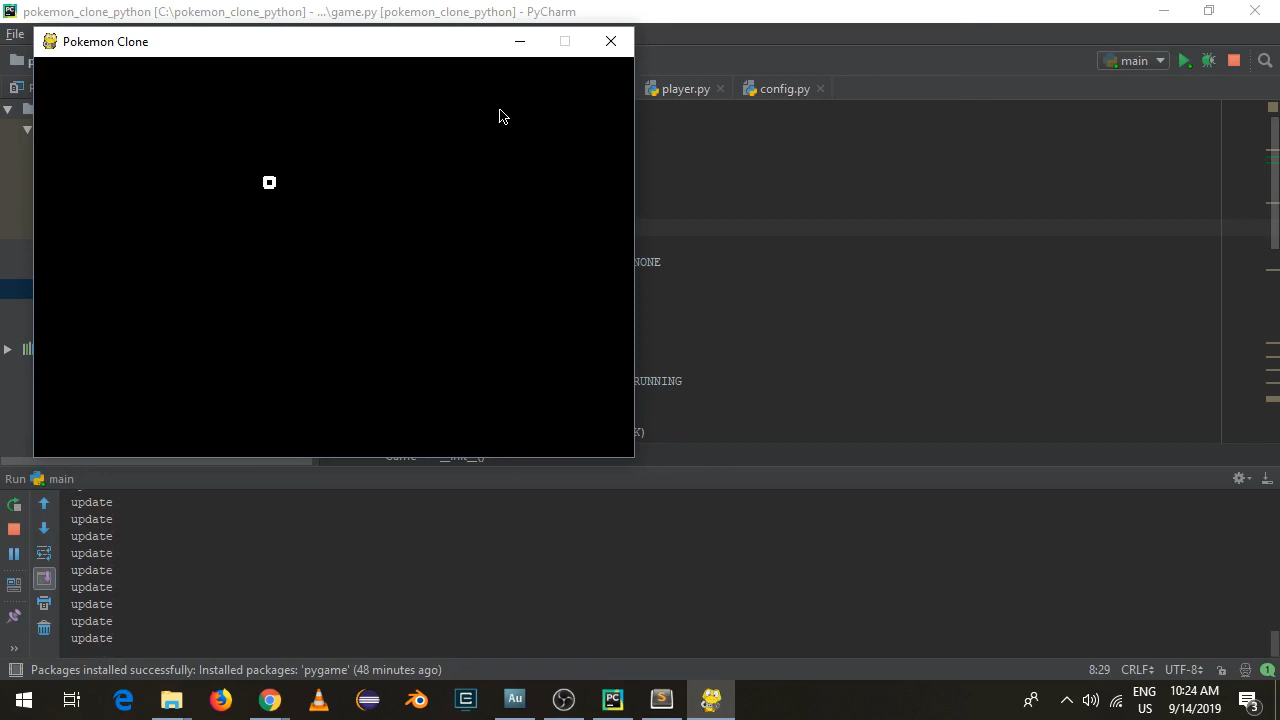 pokemon_clone_python [C:\pokemon_clone_python] - ...\game.py [pokemon_clone_python] - PyCharm
File
Pokemon Clone
main
player.py
config.py
NONE
RUNNING
K)
Run main
update
update
update
update
update
update
update
update
update
Packages installed successfully: Installed packages: 'pygame' (48 minutes ago)
8:29 CRLF UTF-8 1
ENG 10:24 AM
US 9/14/2019 3